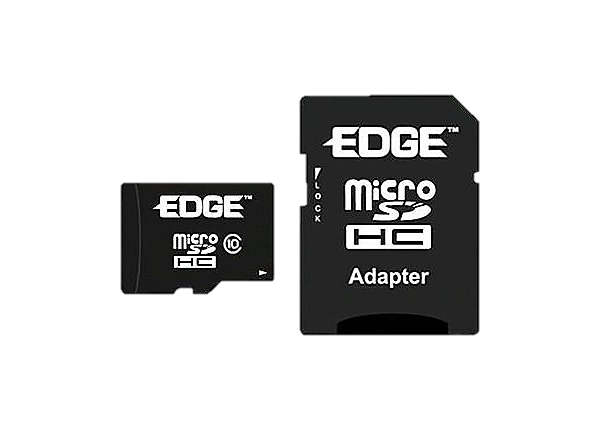 EDGE™
micro
SD
HC
10
EDGE™
LOCK
micro
SD
HC
Adapter